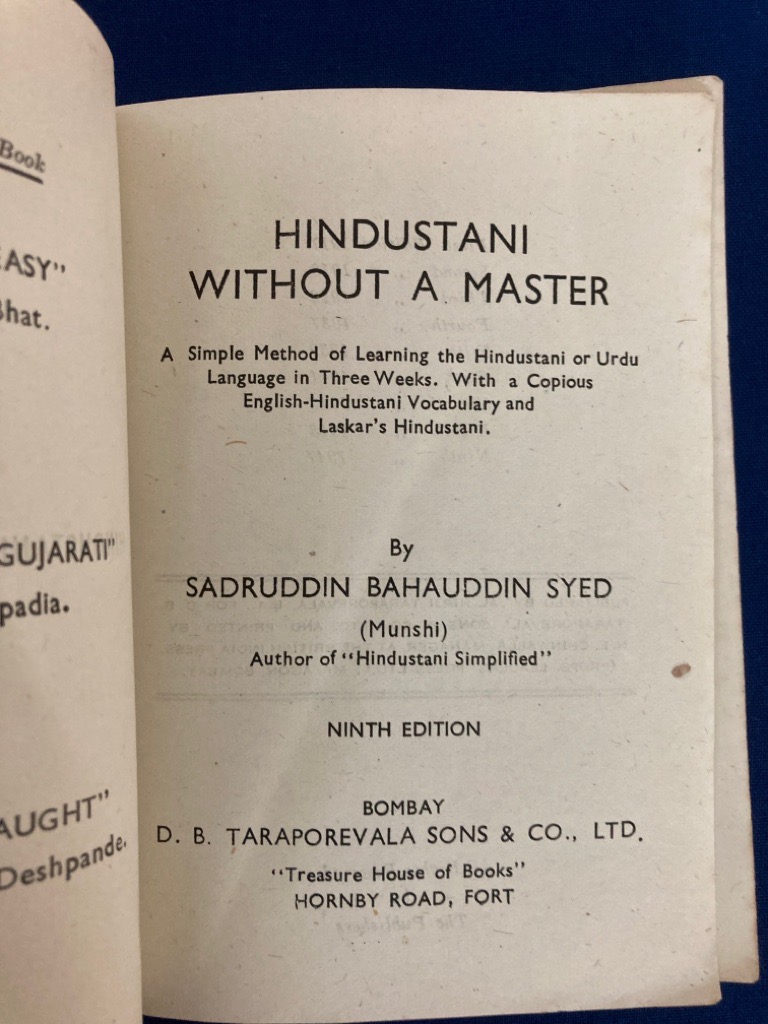 Book
EASY"
Bhat.
GUJARATI"
padia.
AUGHT"
Deshpande.
HINDUSTANI
WITHOUT A MASTER
A Simple Method of Learning the Hindustani or Urdu
Language in Three Weeks. With a Copious
English-Hindustani Vocabulary and
Laskar's Hindustani.
By
SADRUDDIN BAHAUDDIN SYED
(Munshi)
Author of "Hindustani Simplified"
NINTH EDITION
BOMBAY
D. B. TARAPOREVALA SONS & CO., LTD.
"Treasure House of Books"
HORNBY ROAD, FORT